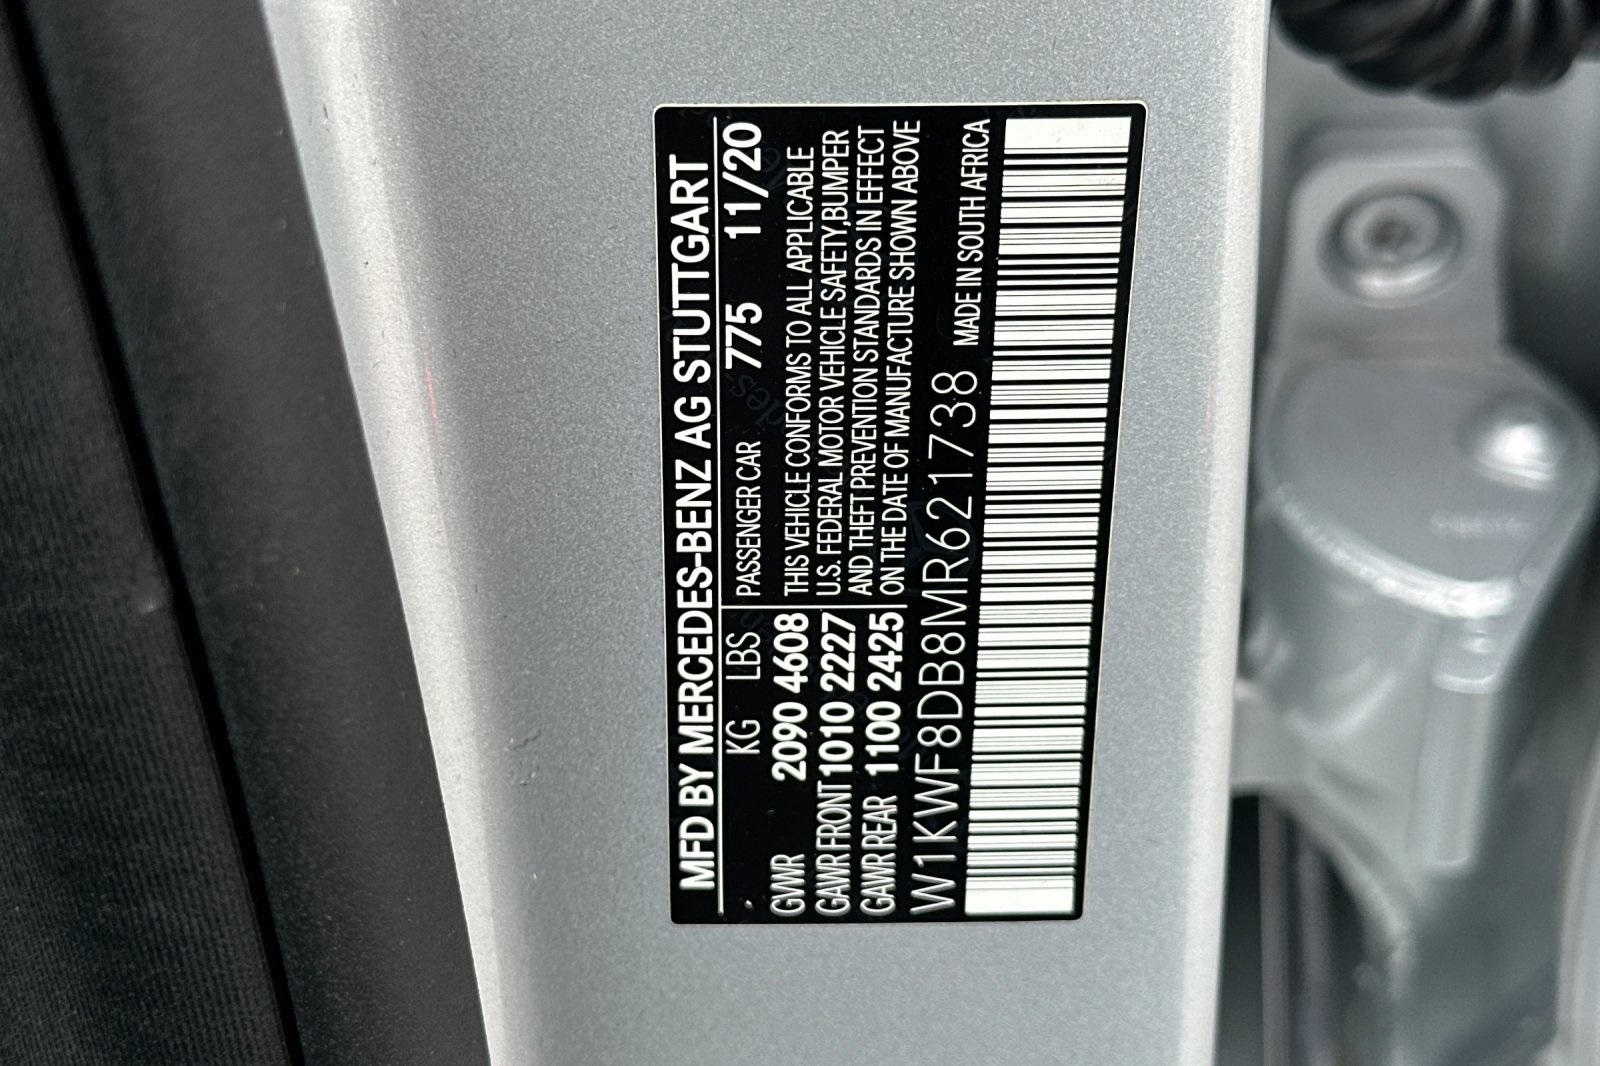 MFD BY MERCEDES-BENZ AG STUTTGART
KG LBS
GVWR 2090 4608
GAWR FRONT 1010 2227
GAWR REAR 1100 2425
PASSENGER CAR 775 11/20
THIS VEHICLE CONFORMS TO ALL APPLICABLE
U.S. FEDERAL MOTOR VEHICLE SAFETY,BUMPER
AND THEFT PREVENTION STANDARDS IN EFFECT
ON THE DATE OF MANUFACTURE SHOWN ABOVE
W1KWF8DB8MR621738 MADE IN SOUTH AFRICA